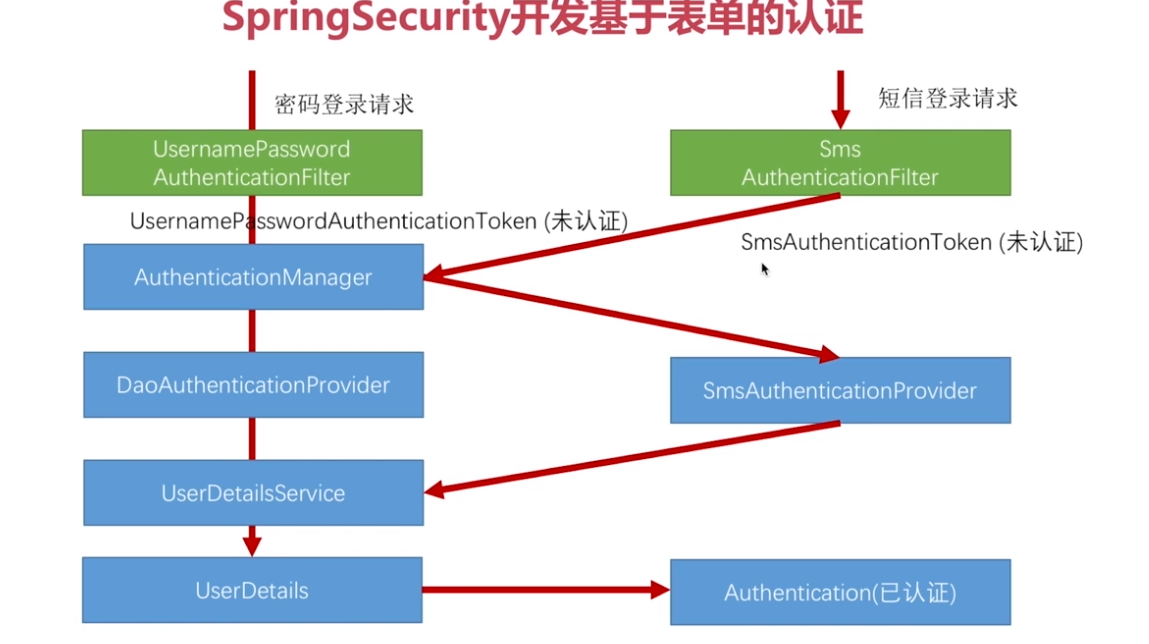 SpringSecurity开发基于表单的认证
密码登录请求
短信登录请求
UsernamePassword
AuthenticationFilter
Sms
AuthenticationFilter
UsernamePasswordAuthenticationToken (未认证)
SmsAuthenticationToken (未认证)
AuthenticationManager
DaoAuthenticationProvider
SmsAuthenticationProvider
UserDetailsService
UserDetails
Authentication(已认证)